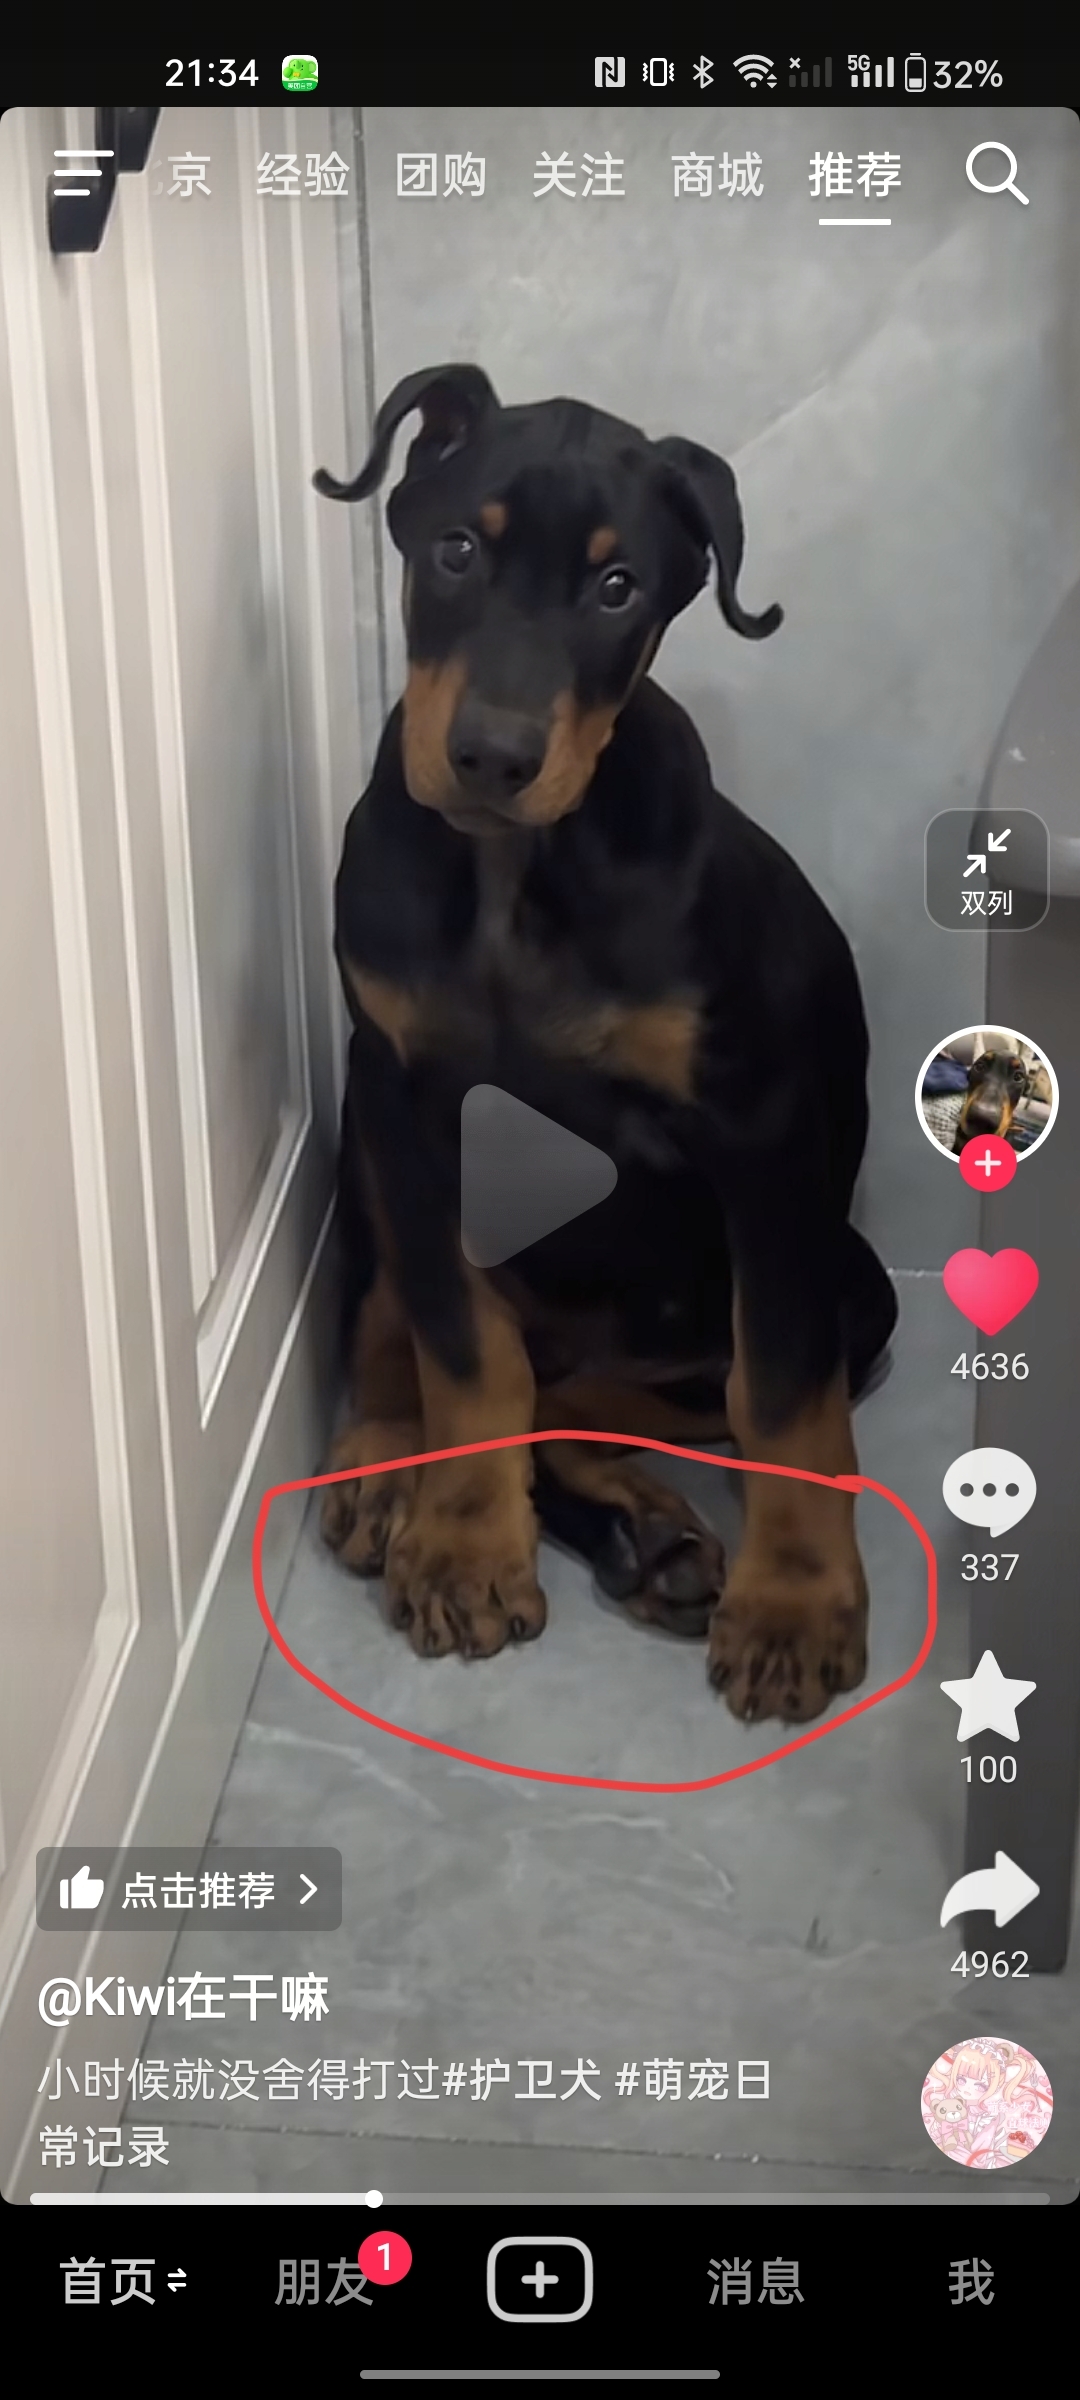 21:34
5G
32%
京 经验 团购 关注 商城 推荐
双列
4636
337
100
4962
点击推荐
@Kiwi在干嘛
小时候就没舍得打过#护卫犬 #萌宠日
常记录
首页 朋友 1 消息 我